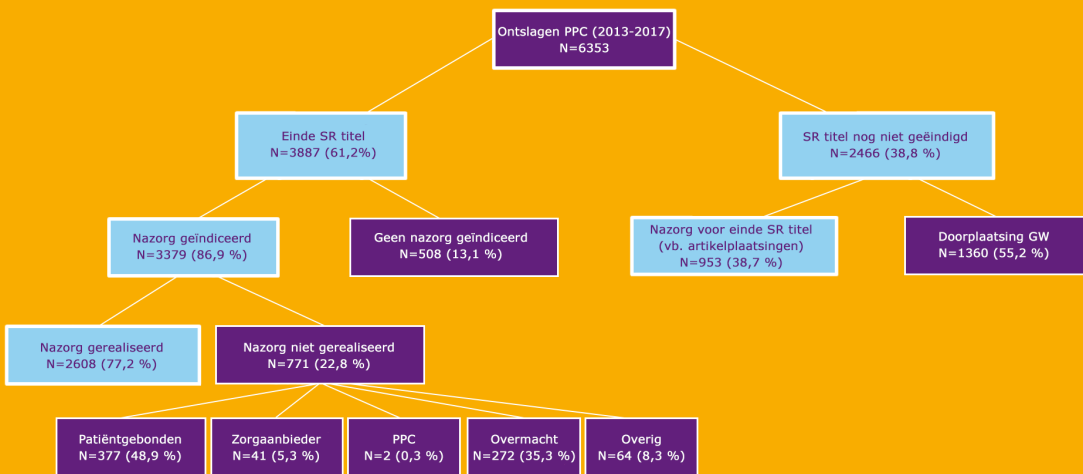 Ontslagen PPC (2013-2017)
N=6353
Einde SR titel
N=3887 (61,2%)
SR titel nog niet geëindigd
N=2466 (38,8 %)
Nazorg geïndiceerd
N=3379 (86,9 %)
Geen nazorg geïndiceerd
N=508 (13,1 %)
Nazorg voor einde SR titel
(vb. artikelplaatsingen)
N=953 (38,7 %)
Doorplaatsing GW
N=1360 (55,2 %)
Nazorg gerealiseerd
N=2608 (77,2 %)
Nazorg niet gerealiseerd
N=771 (22,8 %)
Patiëntgebonden
N=377 (48,9 %)
Zorgaanbieder
N=41 (5,3 %)
PPC
N=2 (0,3 %)
Overmacht
N=272 (35,3 %)
Overig
N=64 (8,3 %)